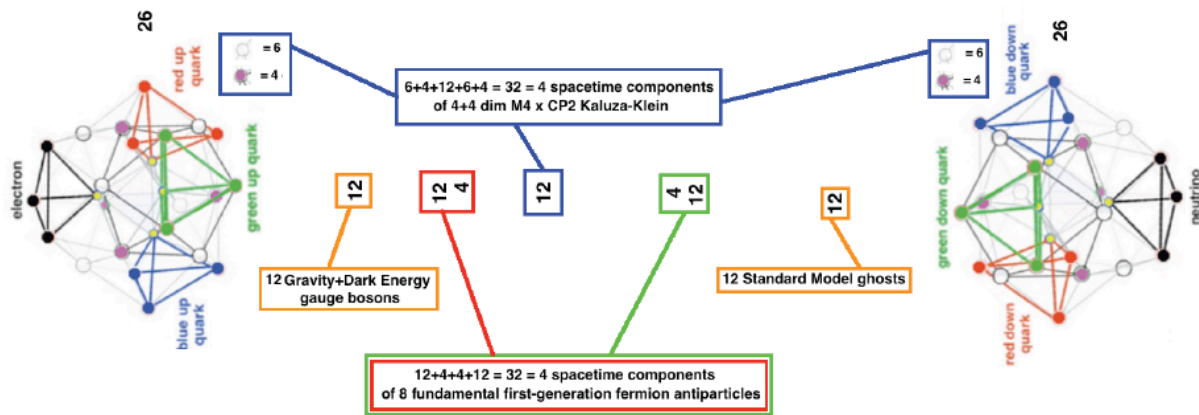 26
red up
quark
= 6
= 4
electron
green up quark
blue up
quark
6+4+12+6+4 = 32 = 4 spacetime components
of 4+4 dim M4 x CP2 Kaluza-Klein
12
12
4
12
4
12
12
12 Gravity+Dark Energy
gauge bosons
12 Standard Model ghosts
12+4+4+12 = 32 = 4 spacetime components
of 8 fundamental first-generation fermion antiparticles
26
blue down
quark
= 6
= 4
green down quark
neutrino
red down
quark